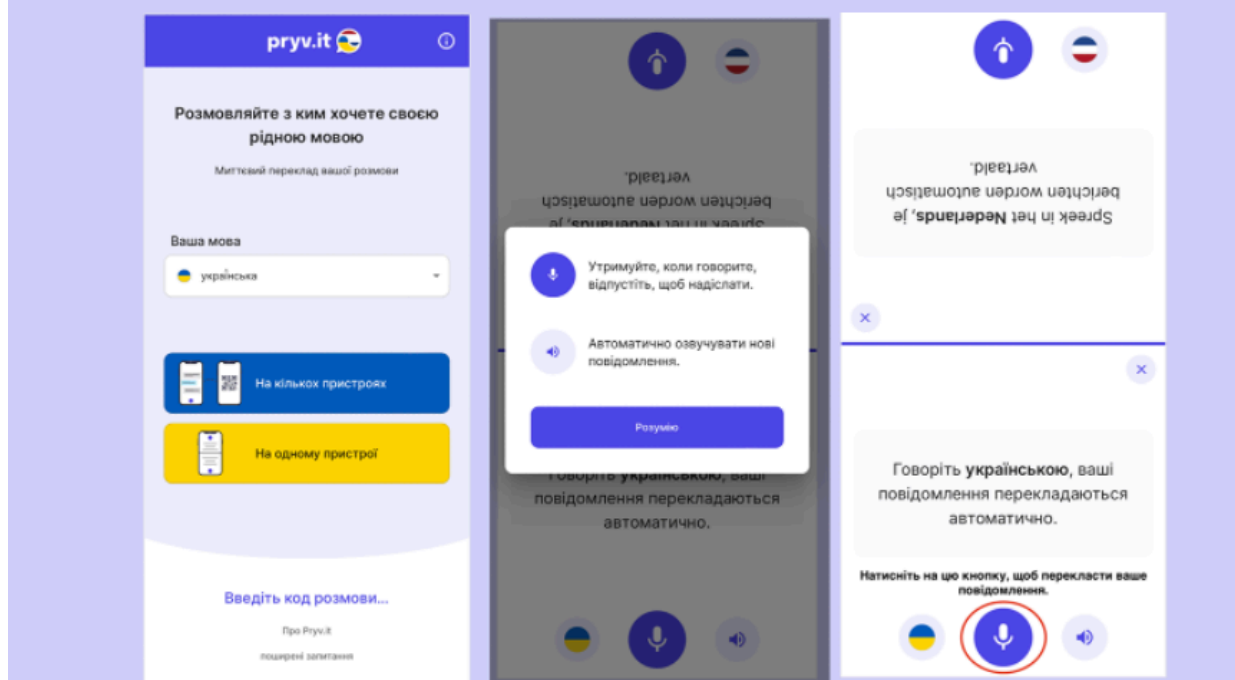 pryv.it
Розмовляйте з ким хочете своєю
рідною мовою
Миттєвий переклад вашої розмови
Ваша мова
українська
На кількох пристроях
На одному пристрої
Введіть код розмови...
Про Pryv.it
поширені запитання
Spreek in het Nederlands, je
berichten worden automatisch
vertaald.
Утримуйте, коли говорите,
відпустіть, щоб надіслати.
Автоматично озвучувати нові
повідомлення.
Розумію
Говоріть українською, ваші
повідомлення перекладаються
автоматично.
Spreek in het Nederlands, je
berichten worden automatisch
vertaald.
Говоріть українською, ваші
повідомлення перекладаються
автоматично.
Натисніть на цю кнопку, щоб перекласти ваше
повідомлення.